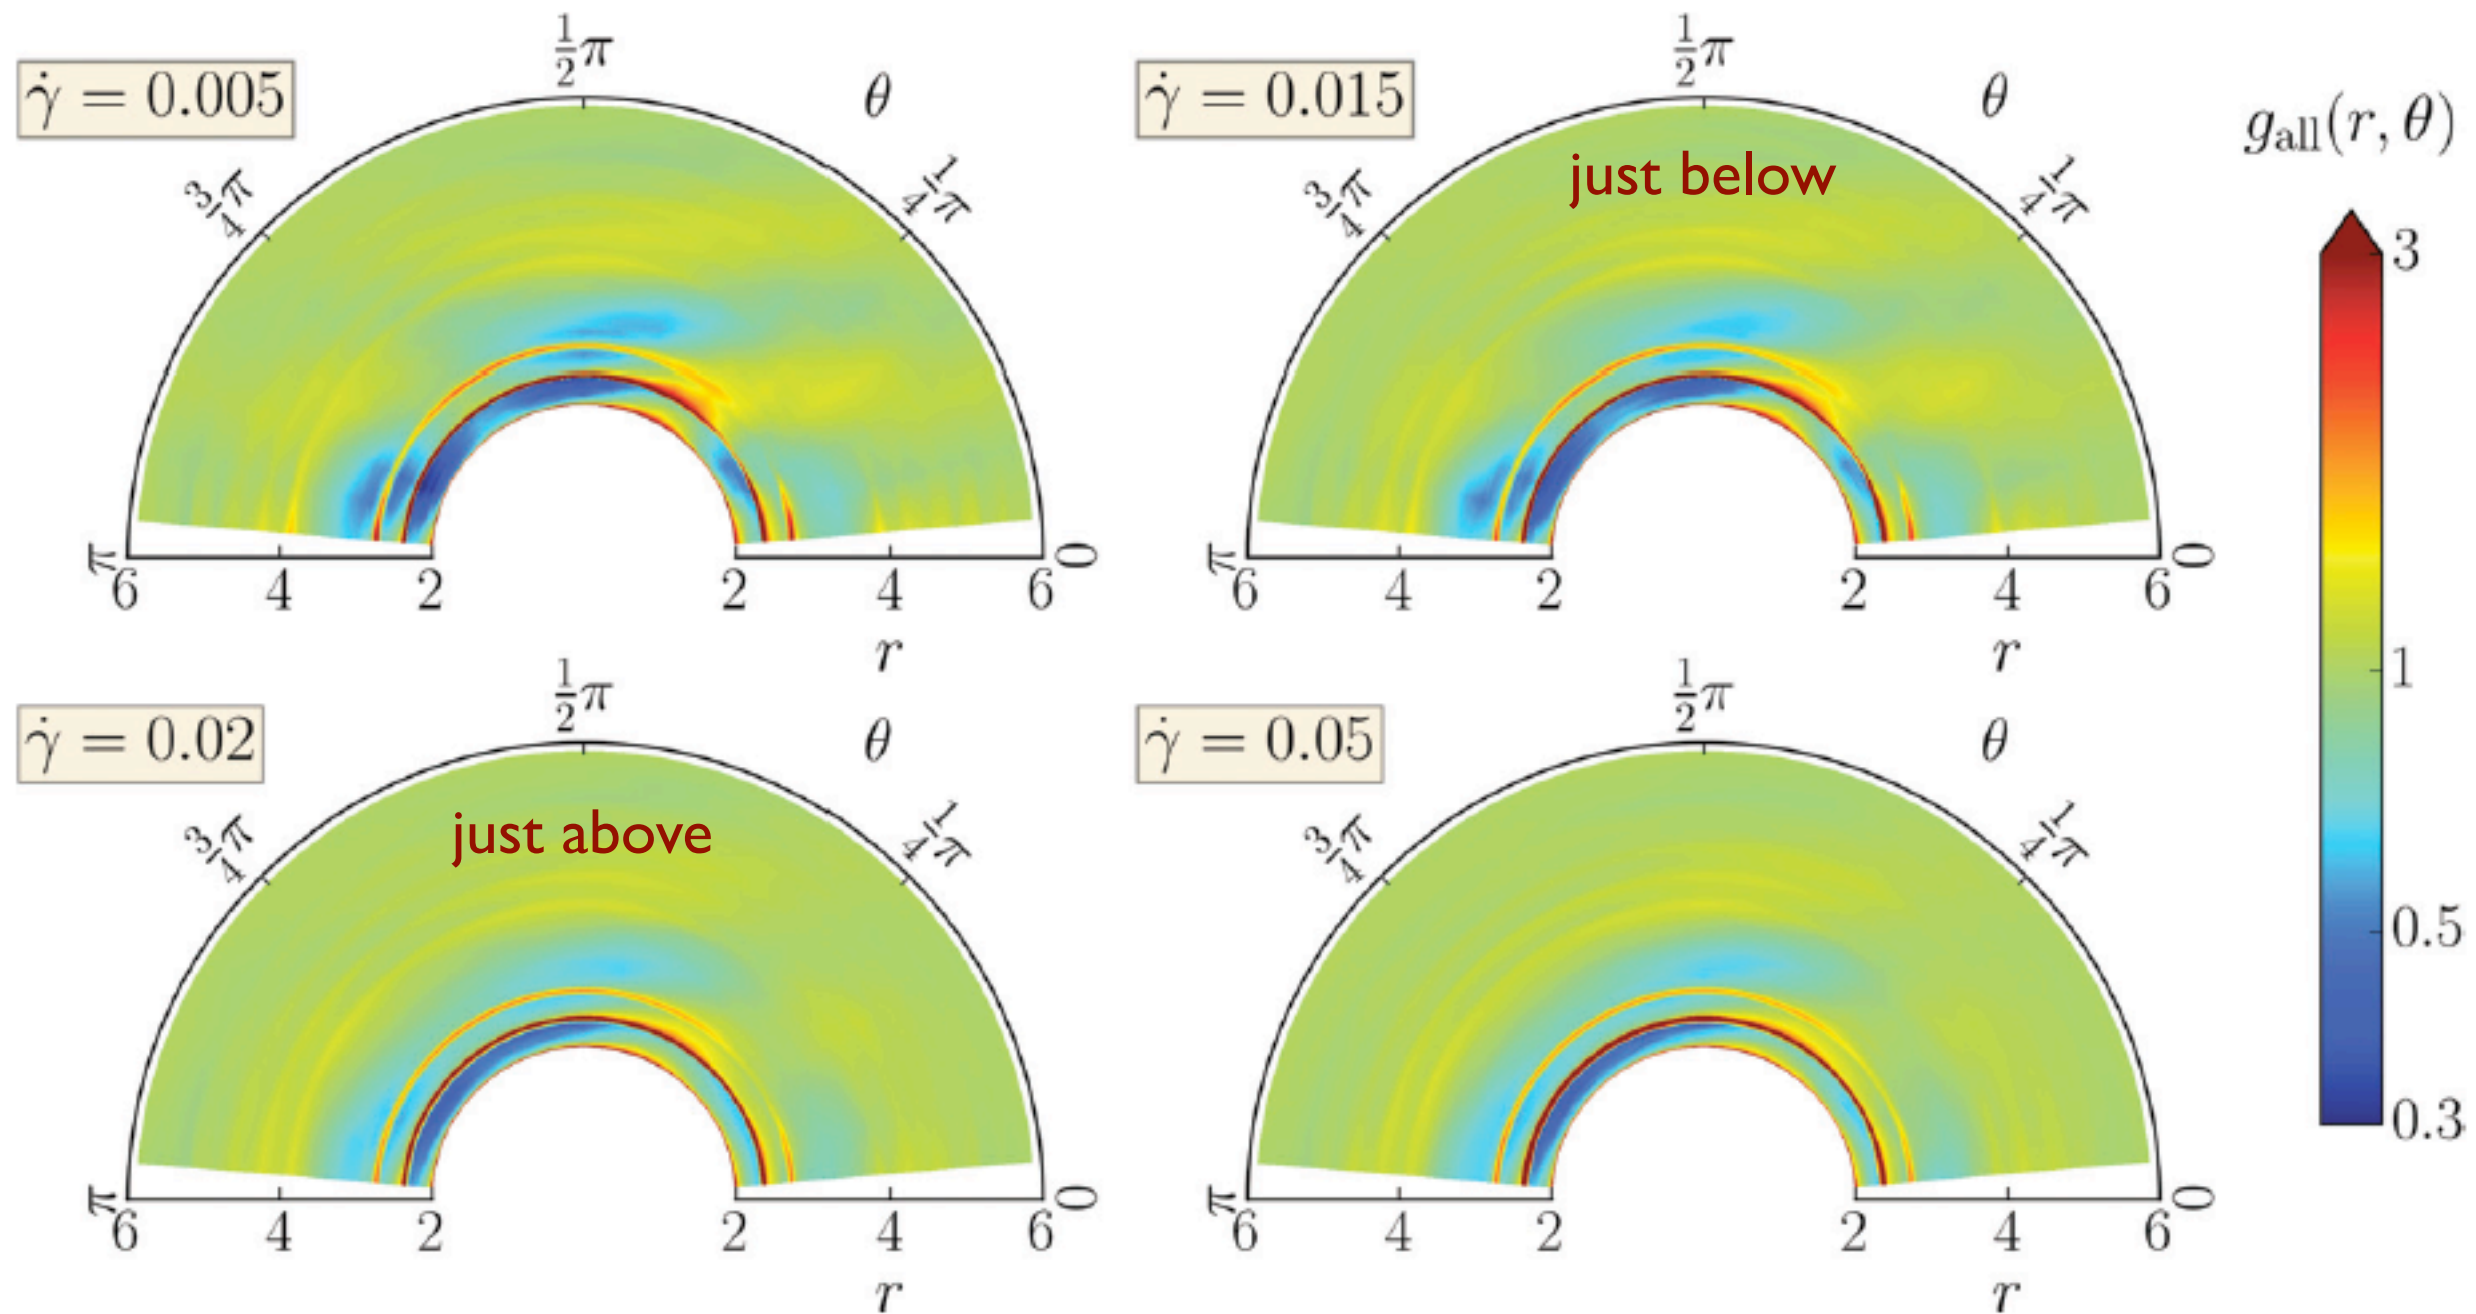 γ̇ = 0.005
½π
θ
¾π
¼π
π
6
4
2
2
4
6
0
r
γ̇ = 0.015
½π
θ
just below
¾π
¼π
π
6
4
2
2
4
6
0
r
g_all(r, θ)
3
1
0.5
0.3
γ̇ = 0.02
½π
θ
just above
¾π
¼π
π
6
4
2
2
4
6
0
r
γ̇ = 0.05
½π
θ
¾π
¼π
π
6
4
2
2
4
6
0
r